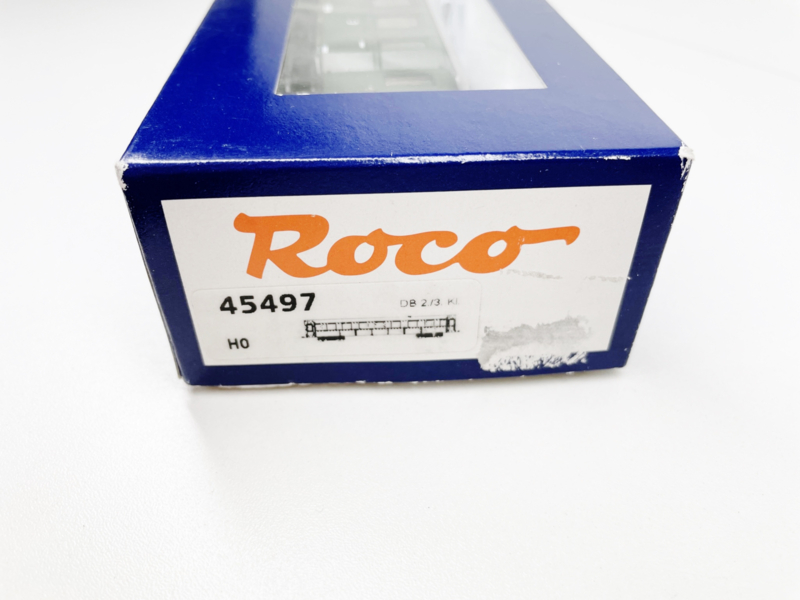 Roco
45497
DB 2./3. Kl.
H0